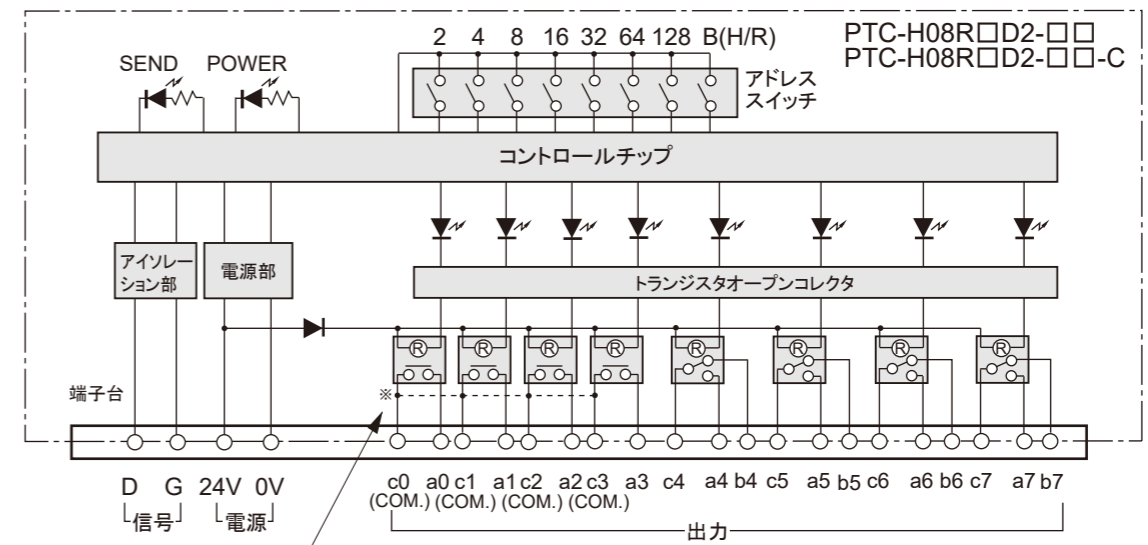 PTC-H08R□D2-□□
PTC-H08R□D2-□□-C
2 4 8 16 32 64 128 B(H/R)
SEND POWER
アドレス
スイッチ
コントロールチップ
アイソレー
ション部
電源部
トランジスタオープンコレクタ
R R R R R R R R
端子台
※
D G 24V 0V c0 a0 c1 a1 c2 a2 c3 a3 c4 a4 b4 c5 a5 b5 c6 a6 b6 c7 a7 b7
(COM.) (COM.) (COM.) (COM.)
信号 電源 出力